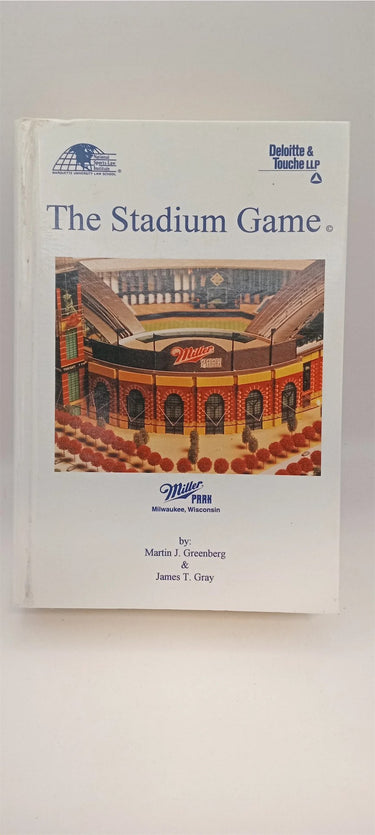 National
Sports Law
Institute
MARQUETTE UNIVERSITY LAW SCHOOL ®
Deloitte &
Touche LLP
The Stadium Game ©
Miller
Miller
PARK
Milwaukee, Wisconsin
by:
Martin J. Greenberg
&
James T. Gray